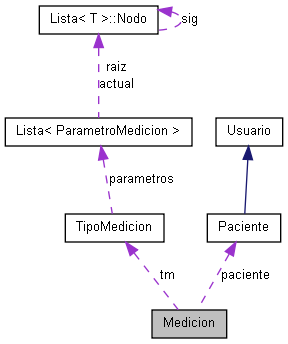 Lista< T >::Nodo
sig
raiz
actual
Lista< ParametroMedicion >
Usuario
parametros
TipoMedicion
Paciente
tm
paciente
Medicion